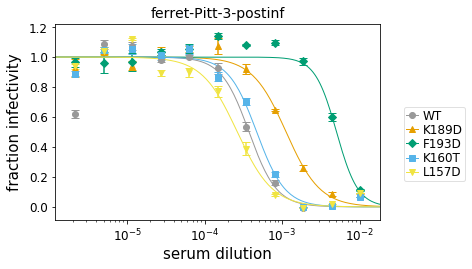 ferret-Pitt-3-postinf
fraction infectivity
1.2
1.0
0.8
0.6
0.4
0.2
0.0
10⁻⁵
10⁻⁴
10⁻³
10⁻²
serum dilution
WT
K189D
F193D
K160T
L157D